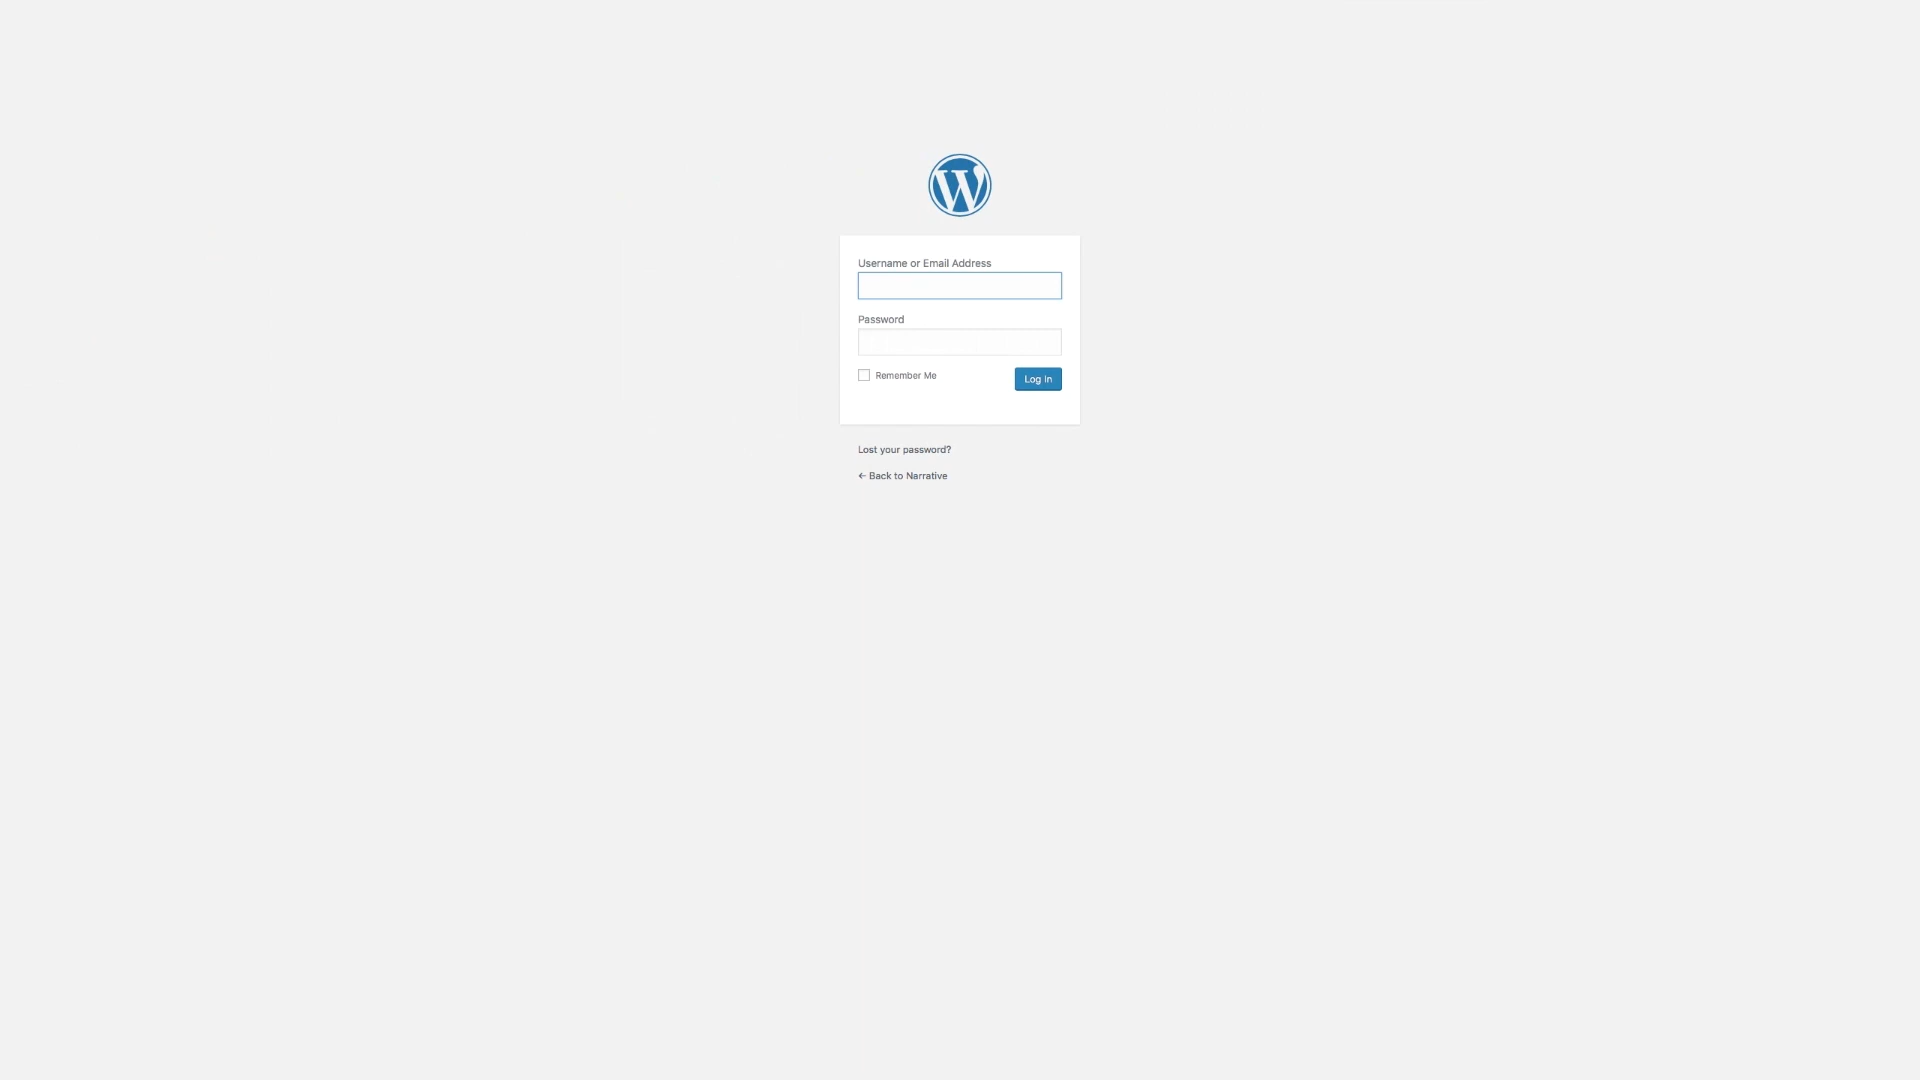 Username or Email Address
Password
Remember Me
Log In
Lost your password?
← Back to Narrative